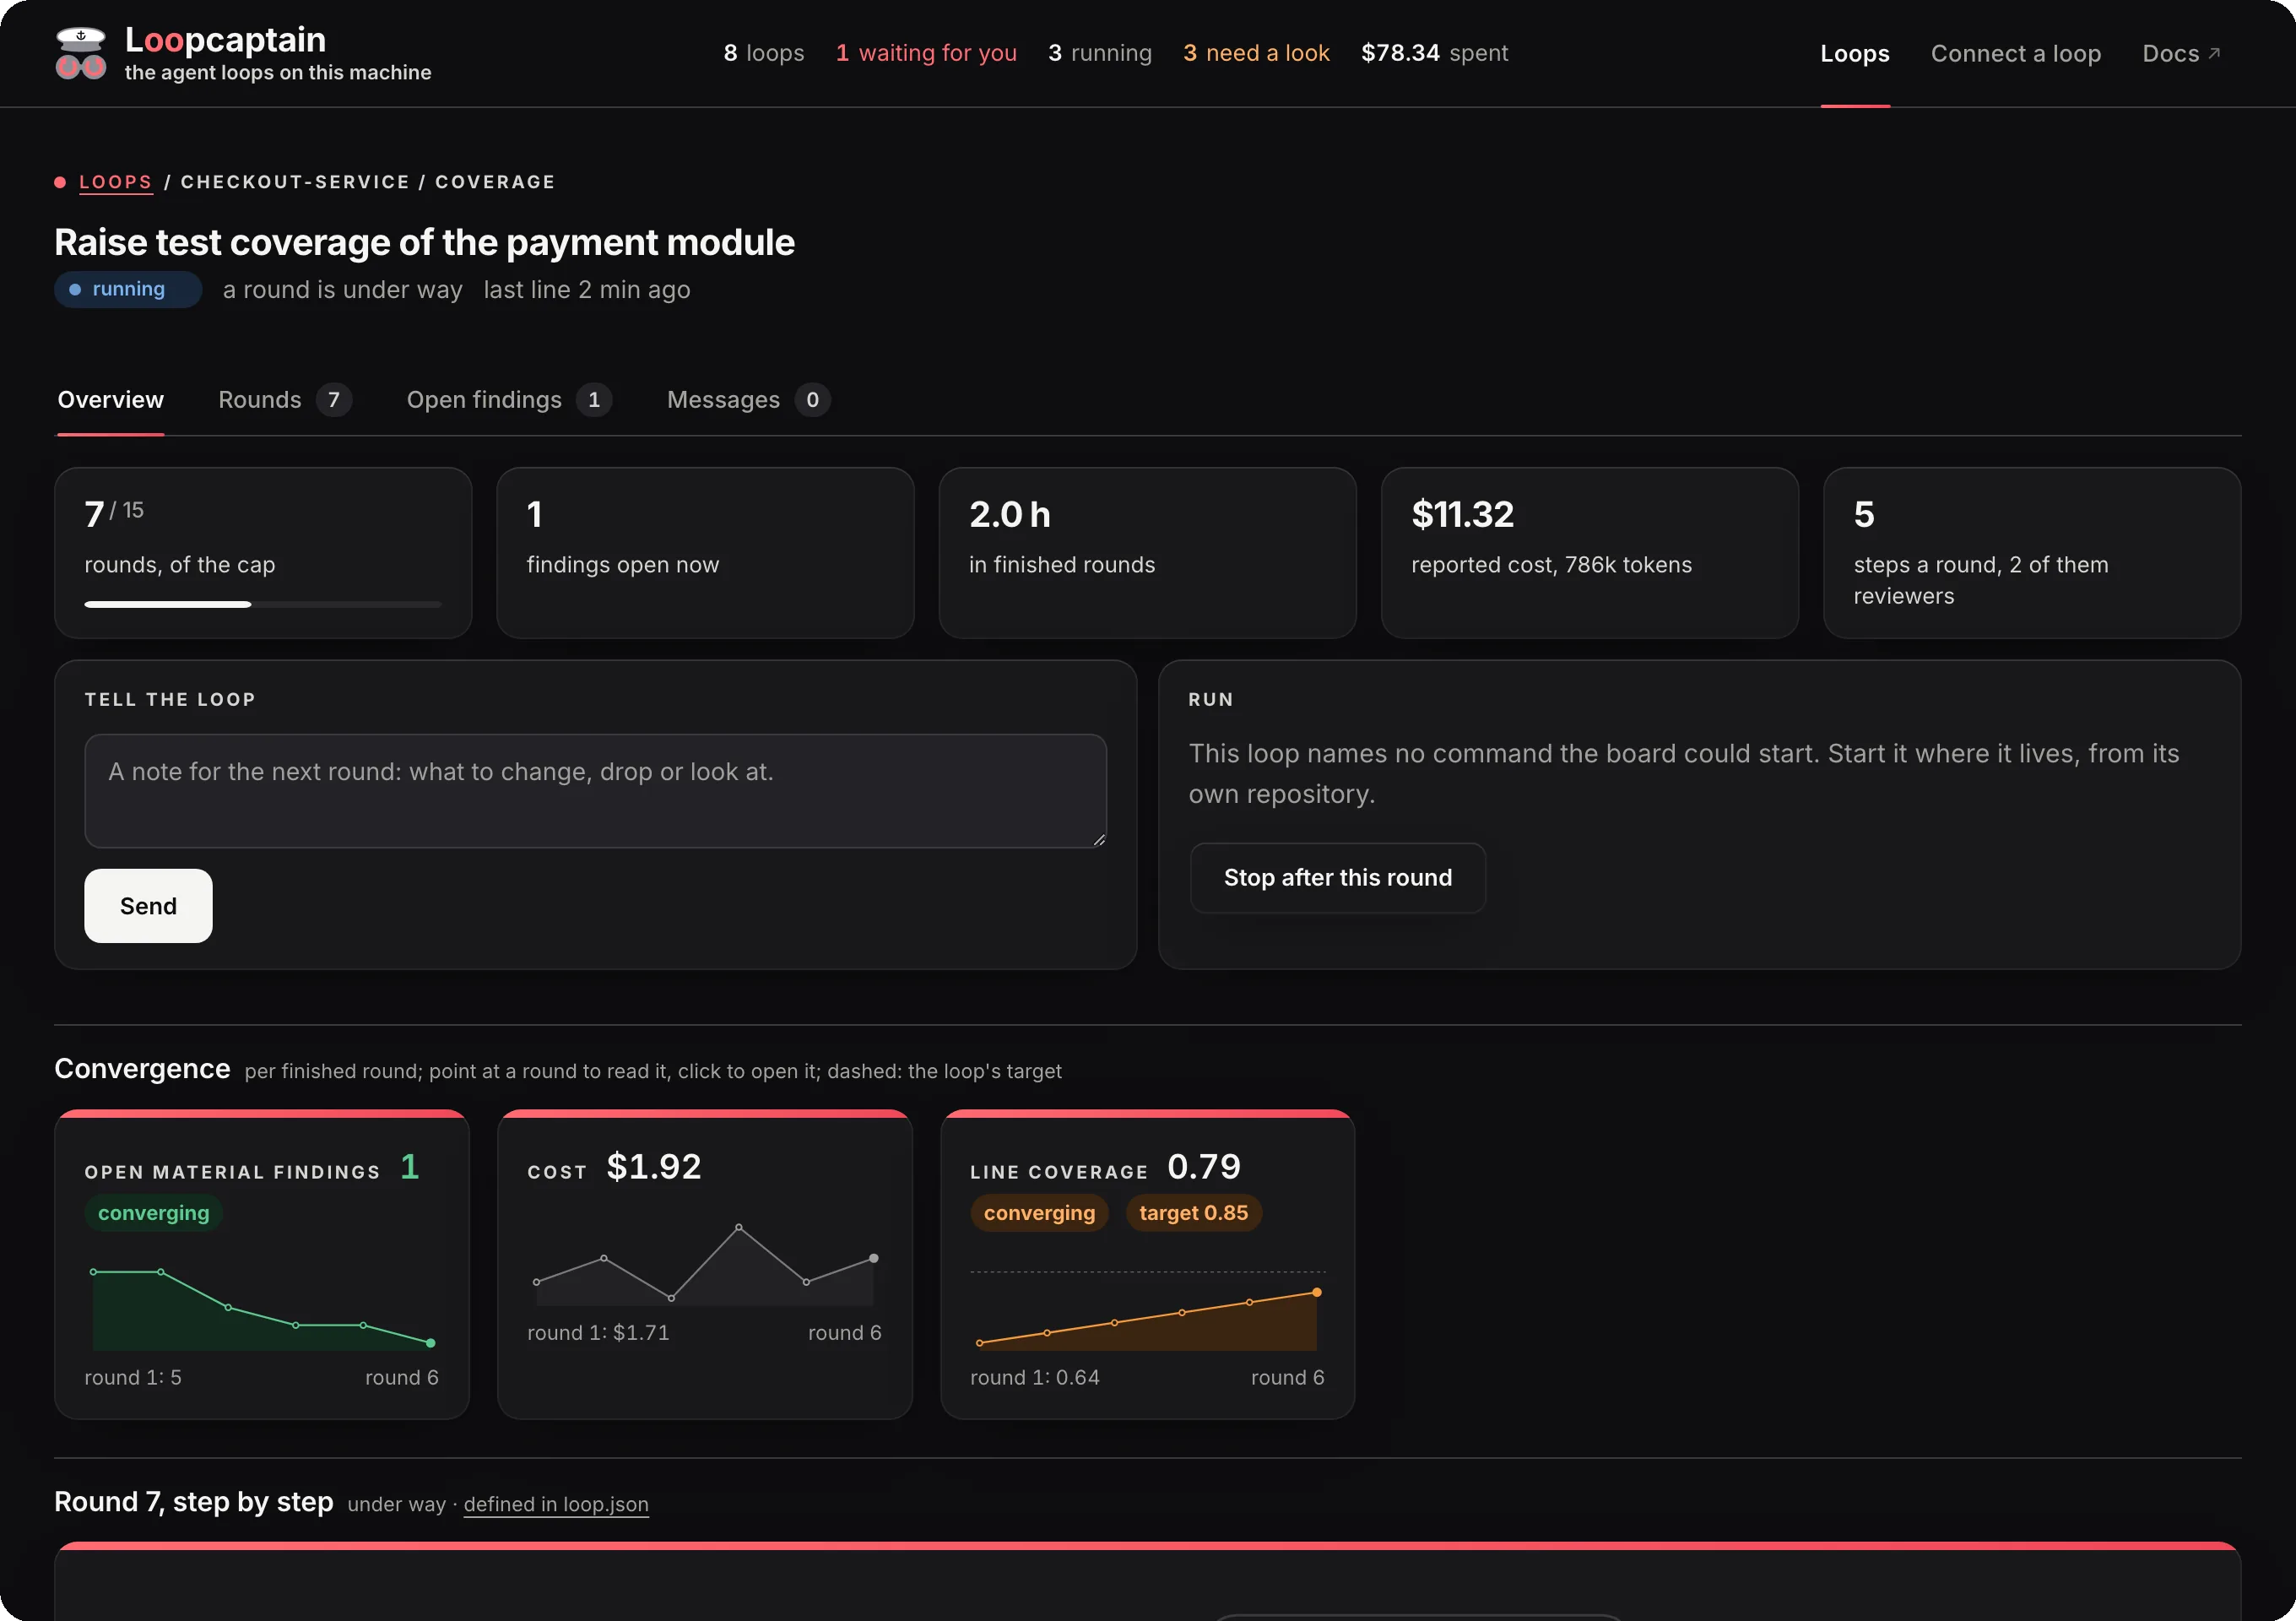 Loopcaptain
the agent loops on this machine
8 loops 1 waiting for you 3 running 3 need a look $78.34 spent
Loops Connect a loop Docs ↗
LOOPS / CHECKOUT-SERVICE / COVERAGE
Raise test coverage of the payment module
running a round is under way last line 2 min ago
Overview Rounds 7 Open findings 1 Messages 0
7 / 15
rounds, of the cap
1
findings open now
2.0 h
in finished rounds
$11.32
reported cost, 786k tokens
5
steps a round, 2 of them
reviewers
TELL THE LOOP
A note for the next round: what to change, drop or look at.
Send
RUN
This loop names no command the board could start. Start it where it lives, from its
own repository.
Stop after this round
Convergence per finished round; point at a round to read it, click to open it; dashed: the loop's target
OPEN MATERIAL FINDINGS 1
converging
round 1: 5 round 6
COST $1.92
round 1: $1.71 round 6
LINE COVERAGE 0.79
converging target 0.85
round 1: 0.64 round 6
Round 7, step by step under way · defined in loop.json